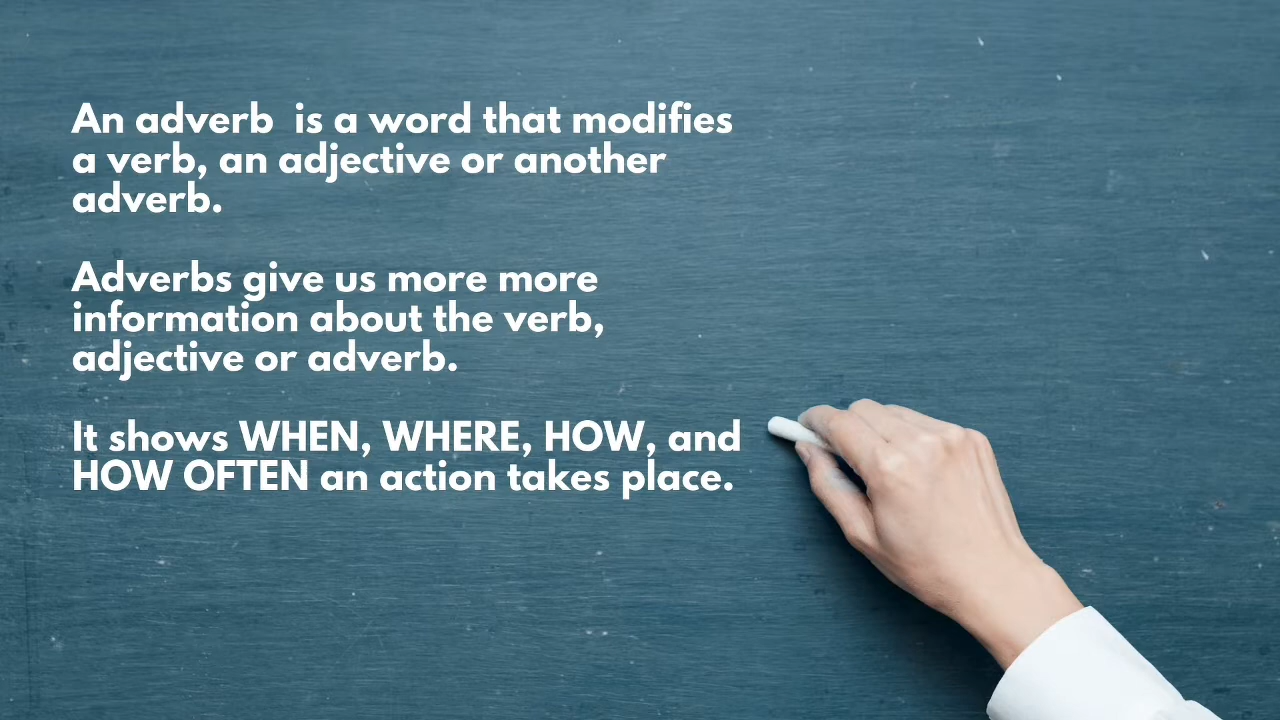 An adverb  is a word that modifies
a verb, an adjective or another
adverb.
Adverbs give us more more
information about the verb,
adjective or adverb.
It shows WHEN, WHERE, HOW, and
HOW OFTEN an action takes place.